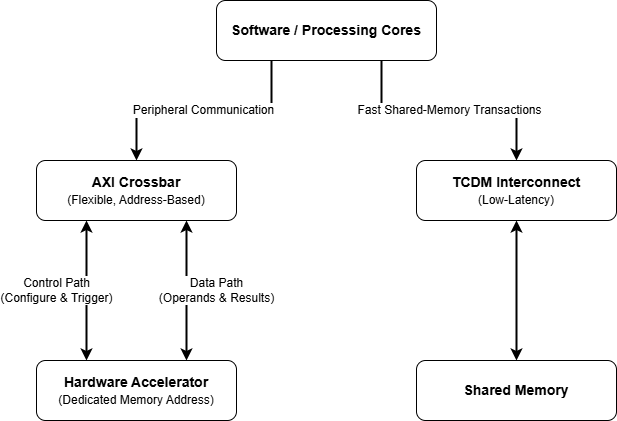 Software / Processing Cores
Peripheral Communication
Fast Shared-Memory Transactions
AXI Crossbar
(Flexible, Address-Based)
TCDM Interconnect
(Low-Latency)
Control Path
(Configure & Trigger)
Data Path
(Operands & Results)
Hardware Accelerator
(Dedicated Memory Address)
Shared Memory